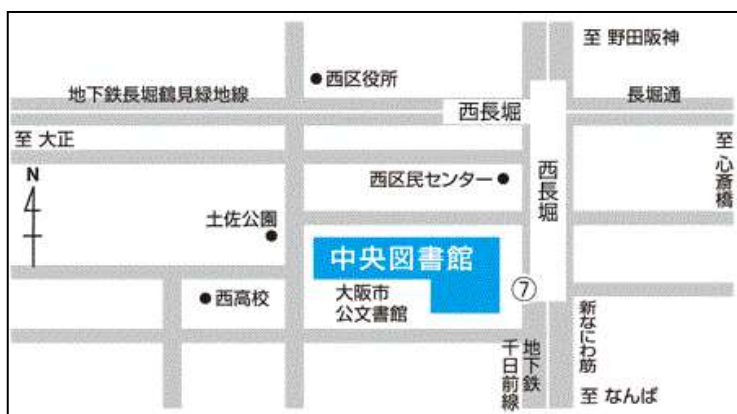 至 野田阪神
西区役所
地下鉄長堀鶴見緑地線
長堀通
西長堀
至 大正
至 心斎橋
N
西区民センター
西長堀
土佐公園
中央図書館
⑦
西高校
大阪市
公文書館
新なにわ筋
地下鉄
千日前線
至 なんば